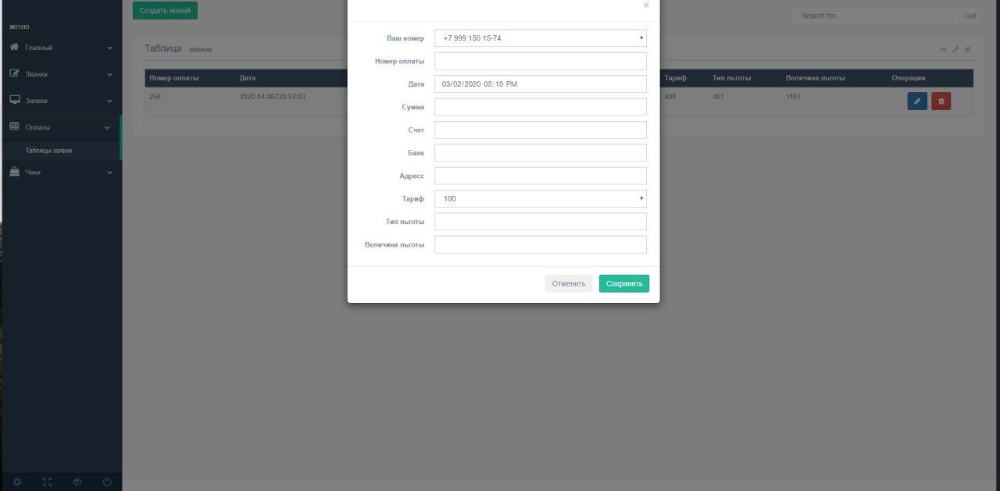 Создать новый
Search for...
Go!
МЕНЮ
Главный
Звонки
Заявки
Оплаты
Таблицы заявок
Чеки
Таблица звонков
Номер оплаты
Дата
Тариф
Тип льготы
Величина льготы
Операции
250
2020-04-06T20:53:03
400
401
1101
×
Ваш номер
+7 999 150 15-74
Номер оплаты
Дата
03/02/2020 05:15 PM
Сумма
Счет
Банк
Адресс
Тариф
100
Тип льготы
Величина льготы
Отменить
Сохранить